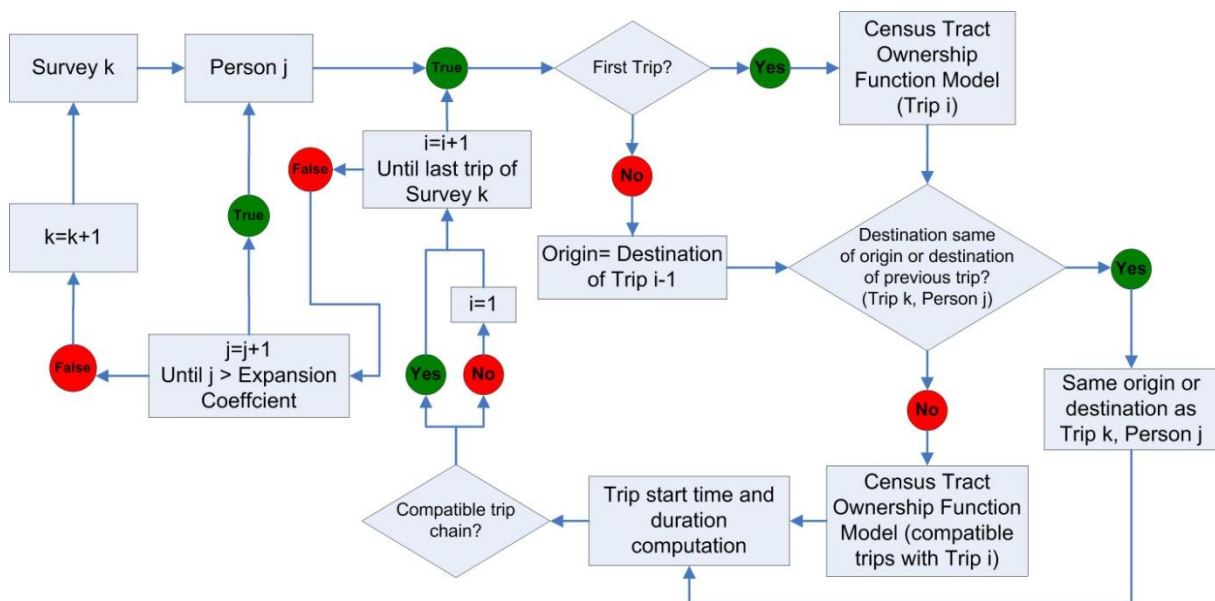 Survey k
Person j
True
First Trip?
Yes
Census Tract
Ownership
Function Model
(Trip i)
i=i+1
Until last trip of
Survey k
False
No
True
k=k+1
Origin= Destination
of Trip i-1
Destination same
of origin or destination
of previous trip?
(Trip k, Person j)
Yes
i=1
j=j+1
Until j > Expansion
Coeffcient
False
Yes
No
No
Same origin or
destination as
Trip k, Person j
Compatible trip
chain?
Trip start time and
duration
computation
Census Tract
Ownership Function
Model (compatible
trips with Trip i)